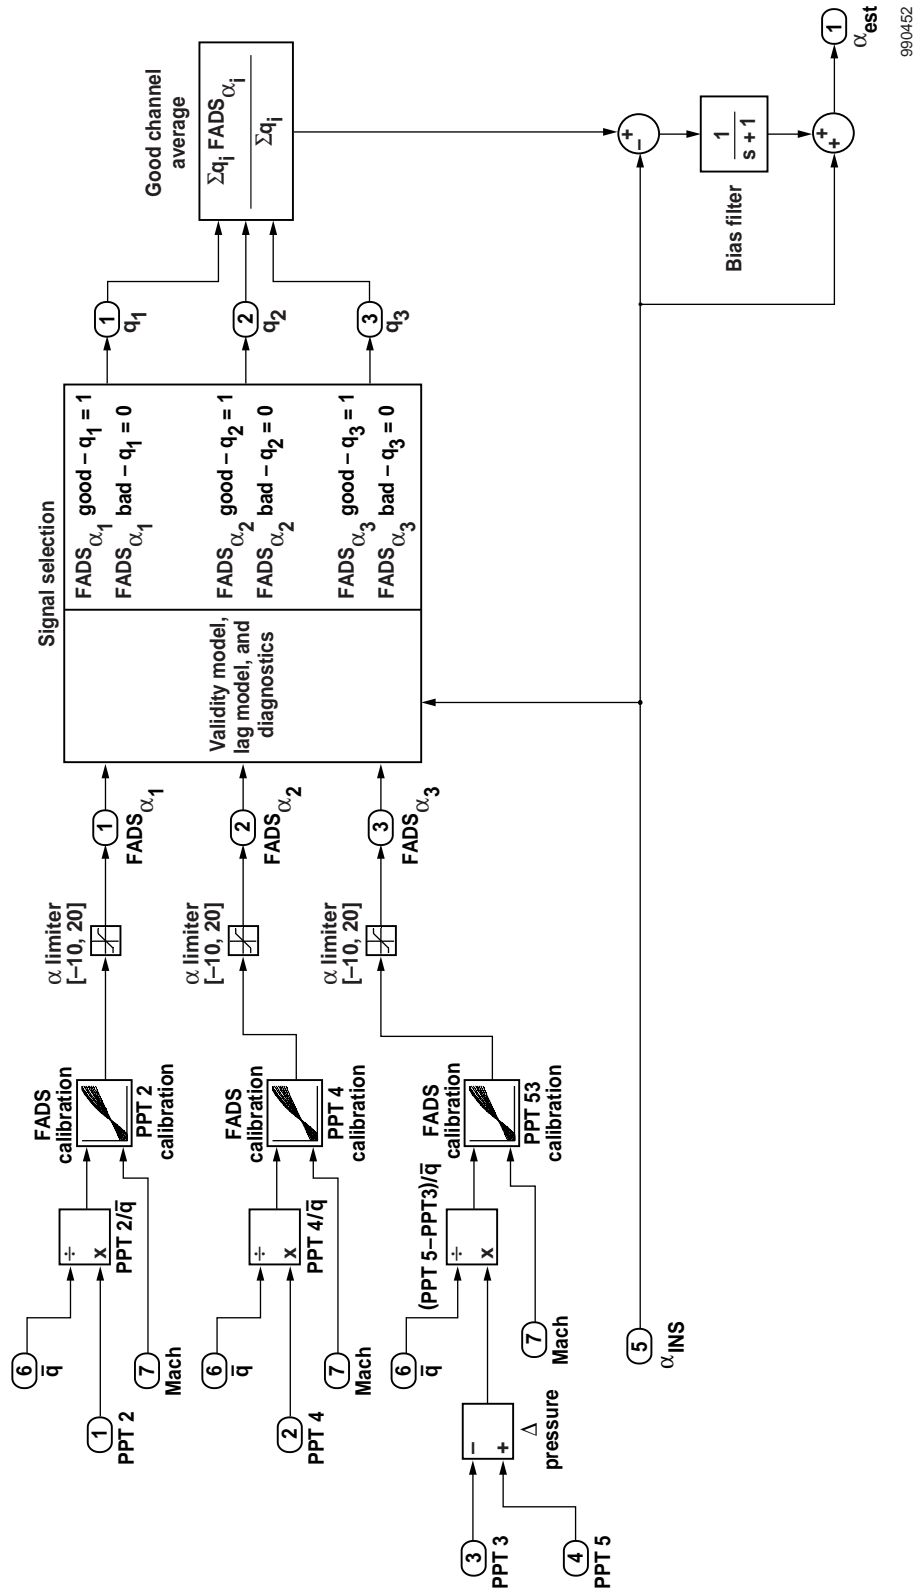 6
q̄
1
PPT 2
7
Mach
÷
x
PPT 2/q̄
FADS
calibration
PPT 2
calibration
α limiter
[–10, 20]
1
FADSα1
6
q̄
2
PPT 4
7
Mach
÷
x
PPT 4/q̄
FADS
calibration
PPT 4
calibration
α limiter
[–10, 20]
2
FADSα2
3
PPT 3
4
PPT 5
–
+
Δ
pressure
6
q̄
7
Mach
(PPT 5–PPT3)/q̄
÷
x
FADS
calibration
PPT 53
calibration
α limiter
[–10, 20]
3
FADSα3
Signal selection
Validity model,
lag model, and
diagnostics
FADSα1 good – q1 = 1
FADSα1 bad – q1 = 0
FADSα2 good – q2 = 1
FADSα2 bad – q2 = 0
FADSα3 good – q3 = 1
FADSα3 bad – q3 = 0
1
q1
2
q2
3
q3
Good channel
average
Σqi FADSαi
Σqi
5
αINS
+
–
1
s + 1
Bias filter
+
+
1
αest
990452